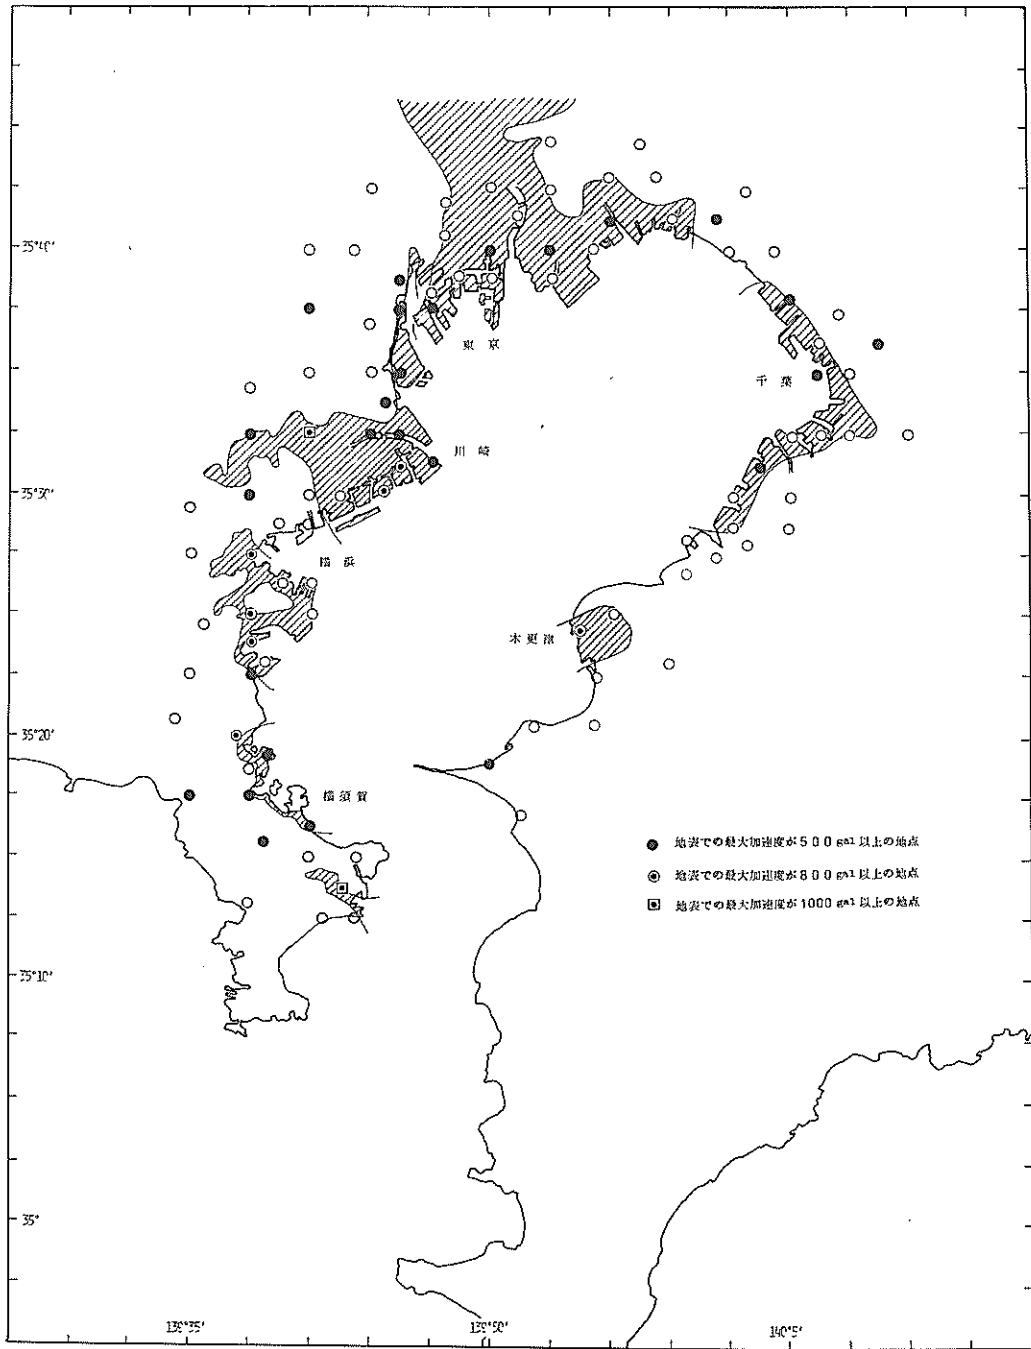 35°40′
東京
千葉
川崎
35°30′
横浜
木更津
35°20′
横須賀
● 地表での最大加速度が500 gal 以上の地点
◉ 地表での最大加速度が800 gal 以上の地点
▣ 地表での最大加速度が1000 gal 以上の地点
35°10′
35°
139°35′
139°50′
140°5′